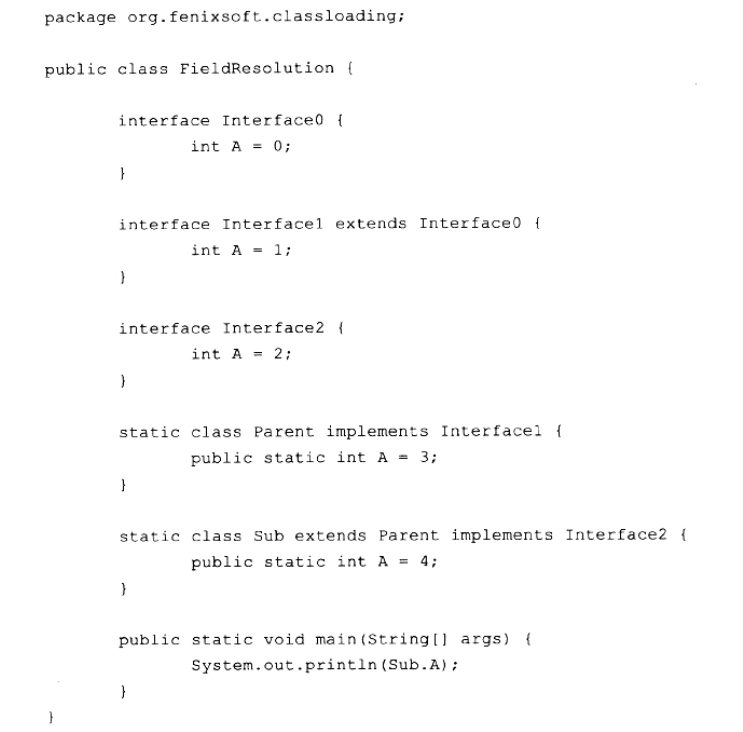 package org.fenixsoft.classloading;
public class FieldResolution {
interface Interface0 {
int A = 0;
}
interface Interface1 extends Interface0 {
int A = 1;
}
interface Interface2 {
int A = 2;
}
static class Parent implements Interface1 {
public static int A = 3;
}
static class Sub extends Parent implements Interface2 {
public static int A = 4;
}
public static void main(String[] args) {
System.out.println(Sub.A);
}
}